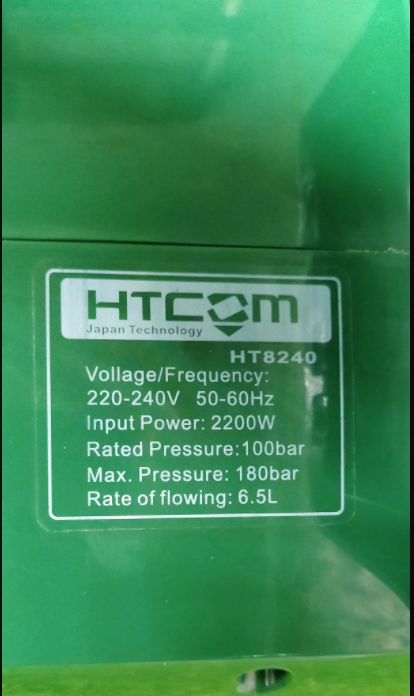 HTCOM
Japan Technology
HT8240
Vollage/Frequency:
220-240V 50-60Hz
Input Power: 2200W
Rated Pressure:100bar
Max. Pressure: 180bar
Rate of flowing: 6.5L